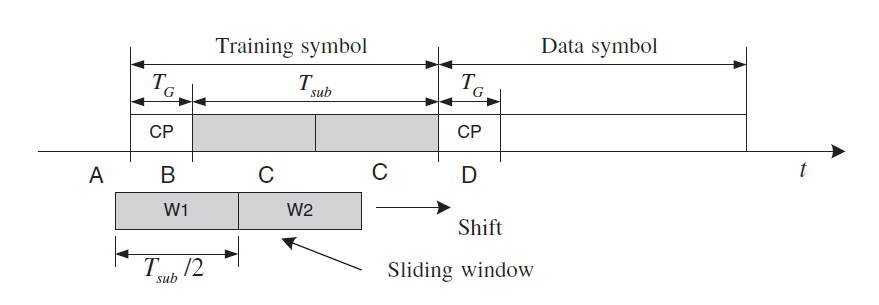 Training symbol Data symbol
T_G T_sub T_G
CP CP
A B C C D t
W1 W2
Shift
T_sub /2 Sliding window